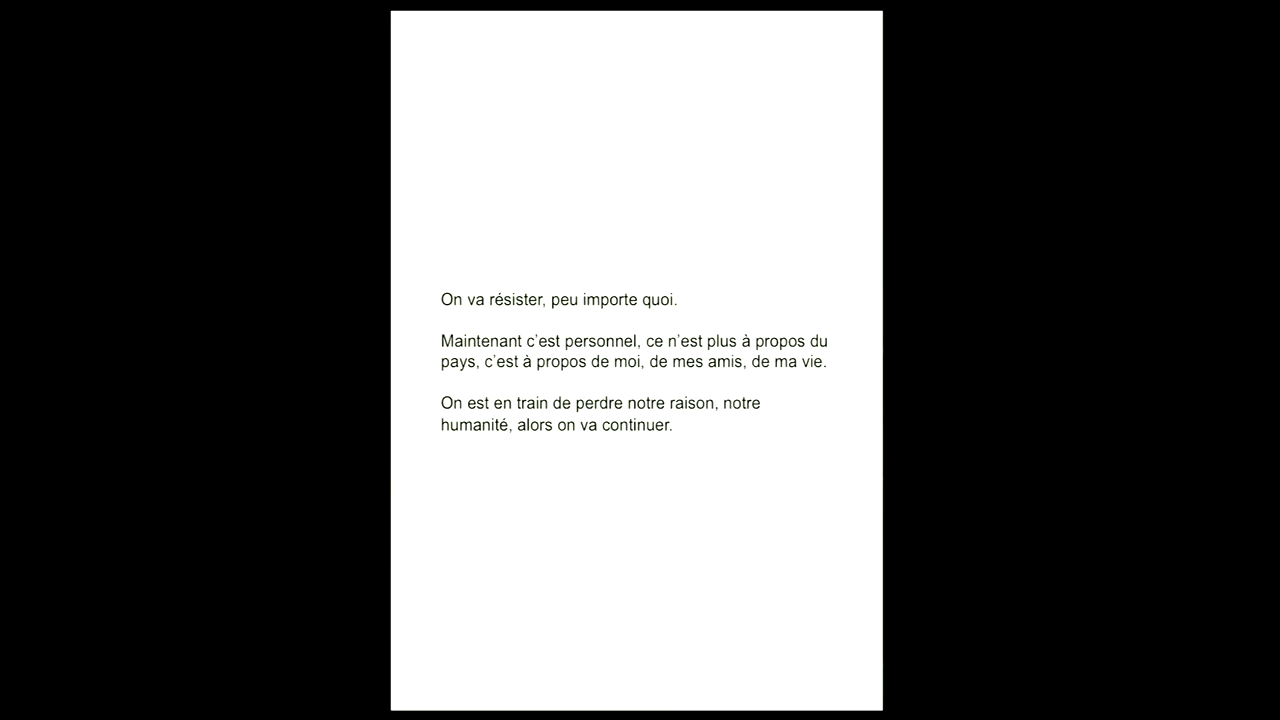 On va résister, peu importe quoi.
Maintenant c'est personnel, ce n'est plus à propos du
pays, c'est à propos de moi, de mes amis, de ma vie.
On est en train de perdre notre raison, notre
humanité, alors on va continuer.